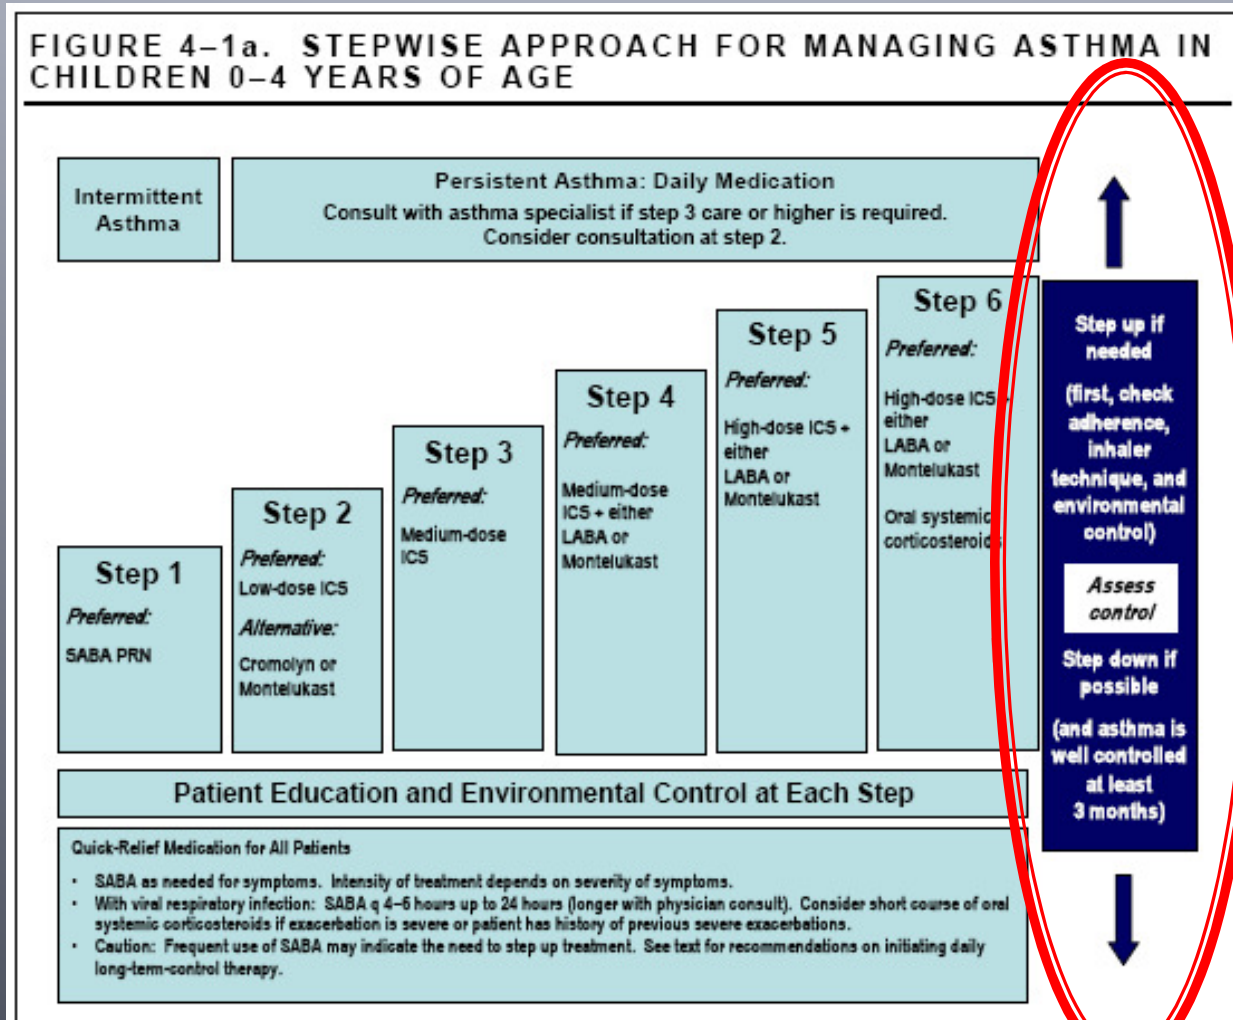 FIGURE 4–1a. STEPWISE APPROACH FOR MANAGING ASTHMA IN
CHILDREN 0–4 YEARS OF AGE
Intermittent
Asthma
Persistent Asthma: Daily Medication
Consult with asthma specialist if step 3 care or higher is required.
Consider consultation at step 2.
Step 1
Preferred:
SABA PRN
Step 2
Preferred:
Low-dose ICS
Alternative:
Cromolyn or
Montelukast
Step 3
Preferred:
Medium-dose
ICS
Step 4
Preferred:
Medium-dose
ICS + either
LABA or
Montelukast
Step 5
Preferred:
High-dose ICS +
either
LABA or
Montelukast
Step 6
Preferred:
High-dose ICS +
either
LABA or
Montelukast
Oral systemic
corticosteroids
Step up if
needed
(first, check
adherence,
inhaler
technique, and
environmental
control)
Assess
control
Step down if
possible
(and asthma is
well controlled
at least
3 months)
Patient Education and Environmental Control at Each Step
Quick-Relief Medication for All Patients
• SABA as needed for symptoms. Intensity of treatment depends on severity of symptoms.
• With viral respiratory infection: SABA q 4–6 hours up to 24 hours (longer with physician consult). Consider short course of oral
systemic corticosteroids if exacerbation is severe or patient has history of previous severe exacerbations.
• Caution: Frequent use of SABA may indicate the need to step up treatment. See text for recommendations on initiating daily
long-term-control therapy.